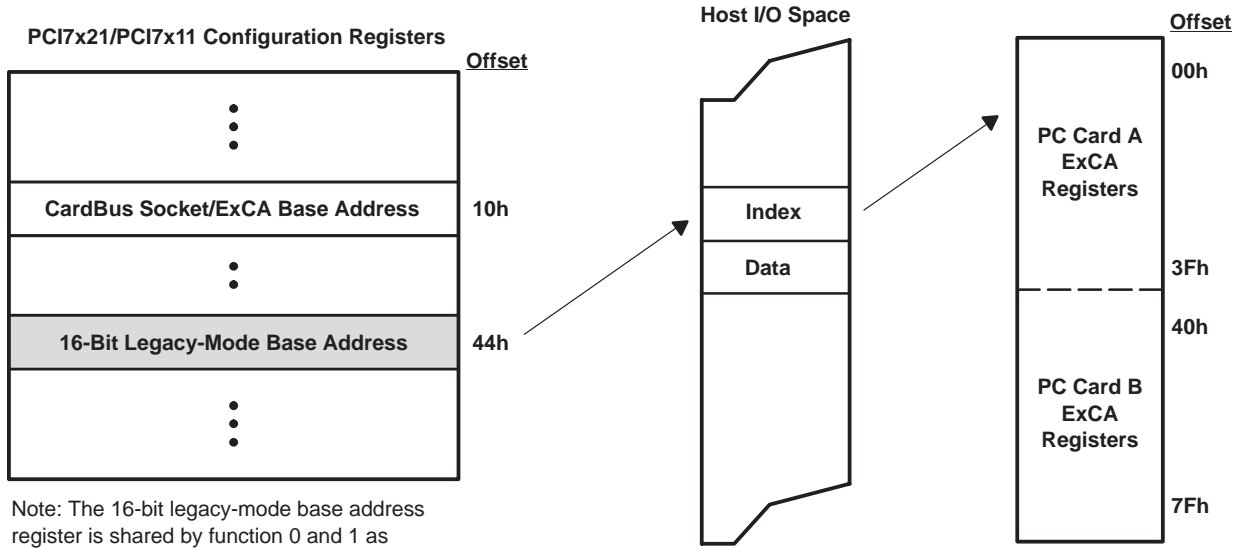 PCI7x21/PCI7x11 Configuration Registers
Offset
CardBus Socket/ExCA Base Address
10h
16-Bit Legacy-Mode Base Address
44h
Note: The 16-bit legacy-mode base address
register is shared by function 0 and 1 as
Host I/O Space
Index
Data
Offset
00h
PC Card A
ExCA
Registers
3Fh
40h
PC Card B
ExCA
Registers
7Fh